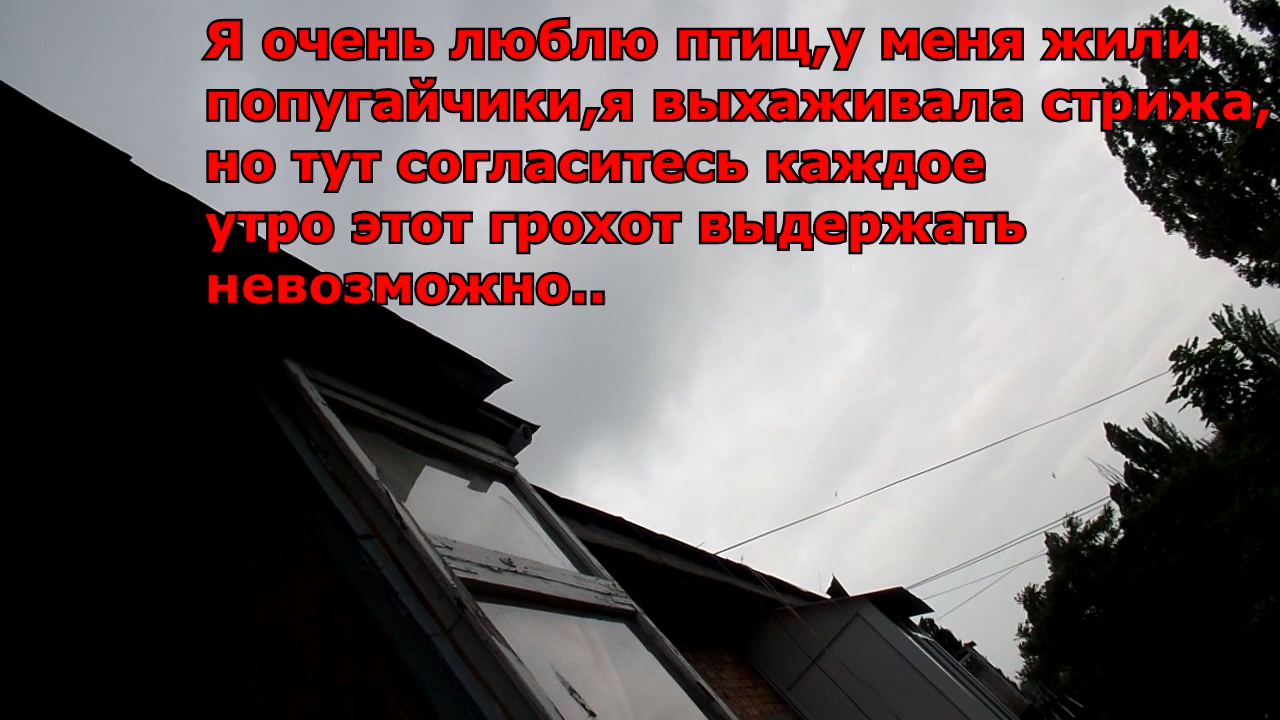 Я очень люблю птиц,у меня жили
попугайчики,я выхаживала стрижа,
но тут согласитесь каждое
утро этот грохот выдержать
невозможно..